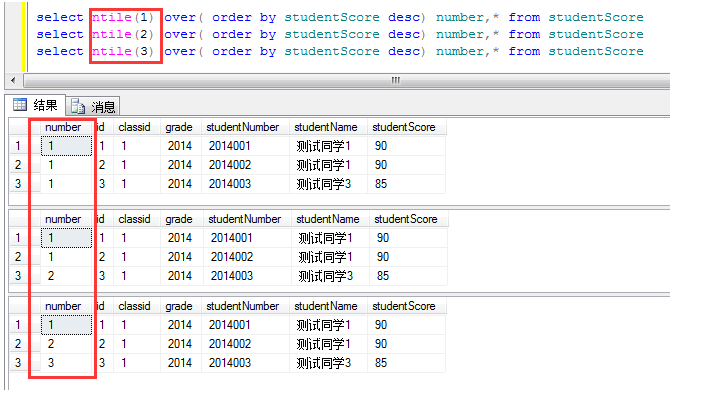 select ntile(1) over( order by studentScore desc) number,* from studentScore
select ntile(2) over( order by studentScore desc) number,* from studentScore
select ntile(3) over( order by studentScore desc) number,* from studentScore
结果 消息
number id classid grade studentNumber studentName studentScore
1 1 1 1 2014 2014001 测试同学1 90
2 1 2 1 2014 2014002 测试同学1 90
3 1 3 1 2014 2014003 测试同学3 85
number id classid grade studentNumber studentName studentScore
1 1 1 1 2014 2014001 测试同学1 90
2 1 2 1 2014 2014002 测试同学1 90
3 2 3 1 2014 2014003 测试同学3 85
number id classid grade studentNumber studentName studentScore
1 1 1 1 2014 2014001 测试同学1 90
2 2 2 1 2014 2014002 测试同学1 90
3 3 3 1 2014 2014003 测试同学3 85